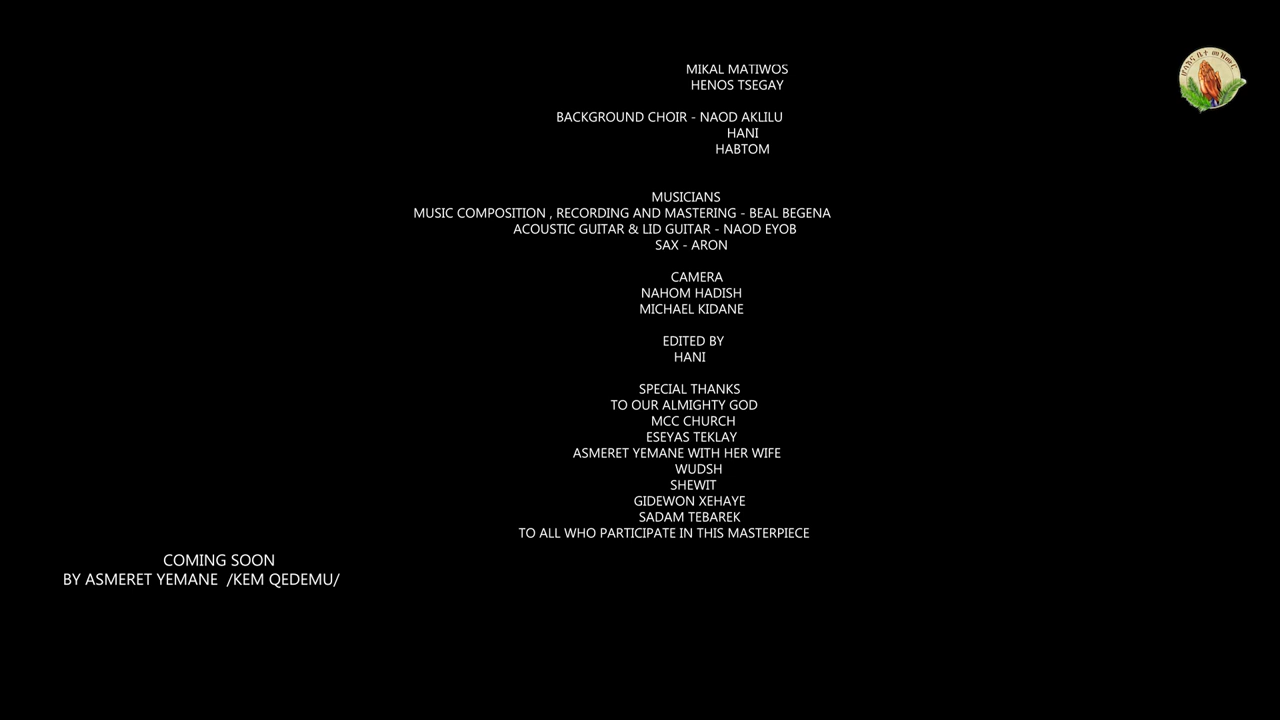 MIKAL MATIWOS
HENOS TSEGAY
BACKGROUND CHOIR - NAOD AKLILU
HANI
HABTOM
MUSICIANS
MUSIC COMPOSITION , RECORDING AND MASTERING - BEAL BEGENA
ACOUSTIC GUITAR & LID GUITAR - NAOD EYOB
SAX - ARON
CAMERA
NAHOM HADISH
MICHAEL KIDANE
EDITED BY
HANI
SPECIAL THANKS
TO OUR ALMIGHTY GOD
MCC CHURCH
ESEYAS TEKLAY
ASMERET YEMANE WITH HER WIFE
WUDSH
SHEWIT
GIDEWON XEHAYE
SADAM TEBAREK
TO ALL WHO PARTICIPATE IN THIS MASTERPIECE
COMING SOON
BY ASMERET YEMANE /KEM QEDEMU/